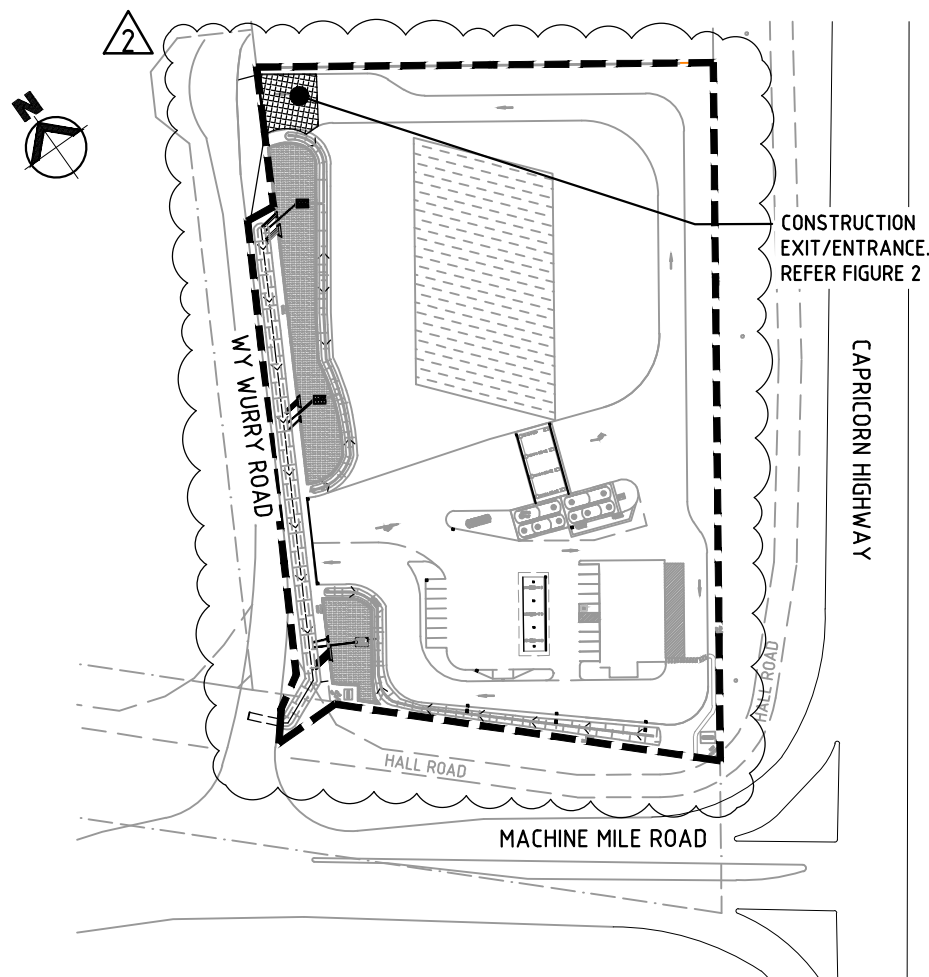 2
N
CONSTRUCTION
EXIT/ENTRANCE.
REFER FIGURE 2
WY WURRY ROAD
CAPRICORN HIGHWAY
HALL ROAD
HALL ROAD
MACHINE MILE ROAD